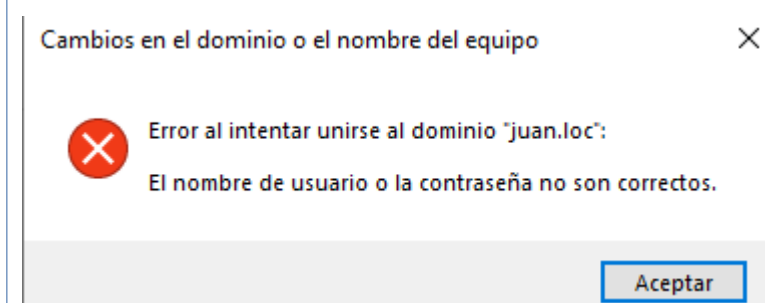 Cambios en el dominio o el nombre del equipo
Error al intentar unirse al dominio "juan.loc":
El nombre de usuario o la contraseña no son correctos.
Aceptar